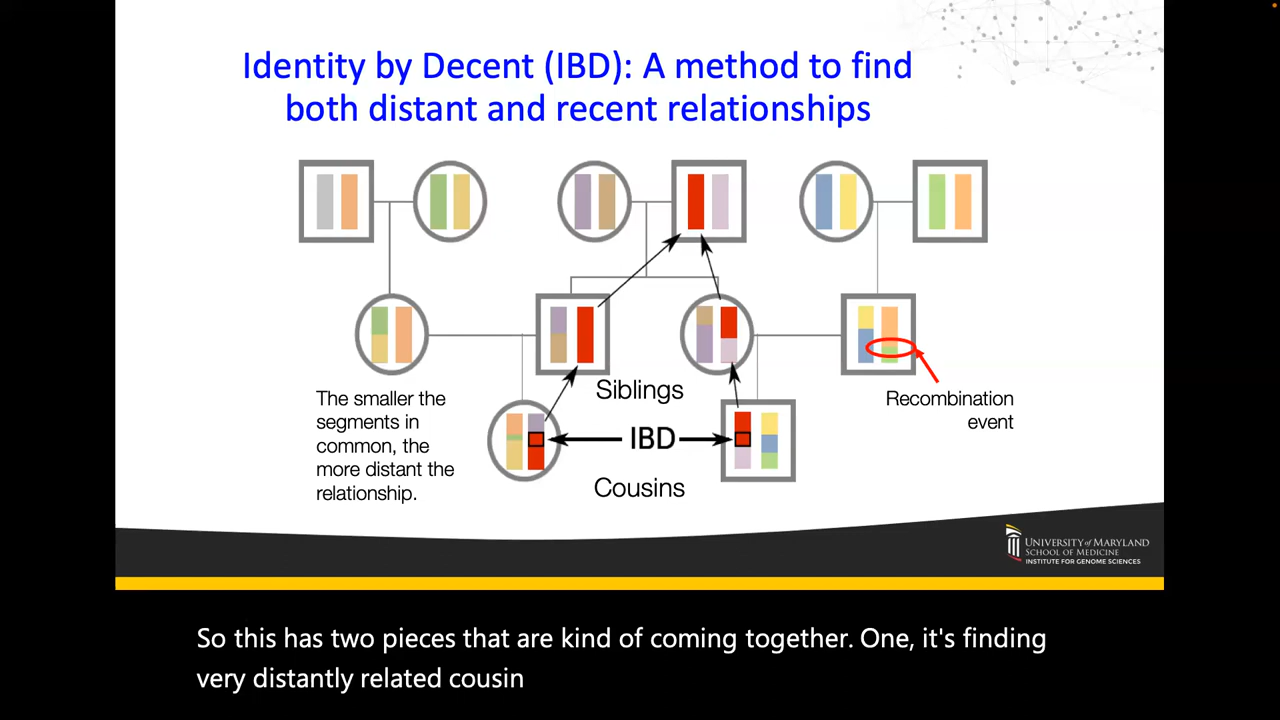 Identity by Decent (IBD): A method to find
both distant and recent relationships
The smaller the
segments in
common, the
more distant the
relationship.
Siblings
IBD
Cousins
Recombination
event
UNIVERSITY of MARYLAND
SCHOOL OF MEDICINE
INSTITUTE FOR GENOME SCIENCES
So this has two pieces that are kind of coming together. One, it's finding
very distantly related cousin